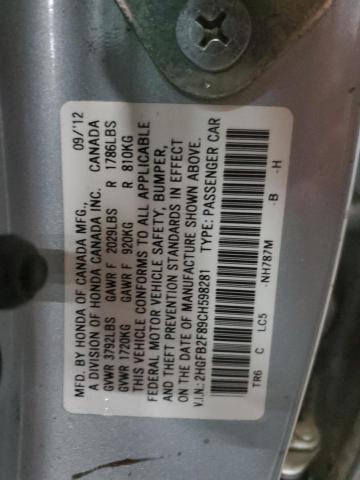 MFD. BY HONDA OF CANADA MFG., 09/'12
A DIVISION OF HONDA CANADA INC. CANADA
GVWR 3792LBS GAWR F 2029LBS R 1786LBS
GVWR 1720KG GAWR F 920KG R 810KG
THIS VEHICLE CONFORMS TO ALL APPLICABLE
FEDERAL MOTOR VEHICLE SAFETY, BUMPER,
AND THEFT PREVENTION STANDARDS IN EFFECT
ON THE DATE OF MANUFACTURE SHOWN ABOVE.
V.I.N.: 2HGFB2F89CH598281 TYPE: PASSENGER CAR
TR6 C LC5 -NH787M -B -H